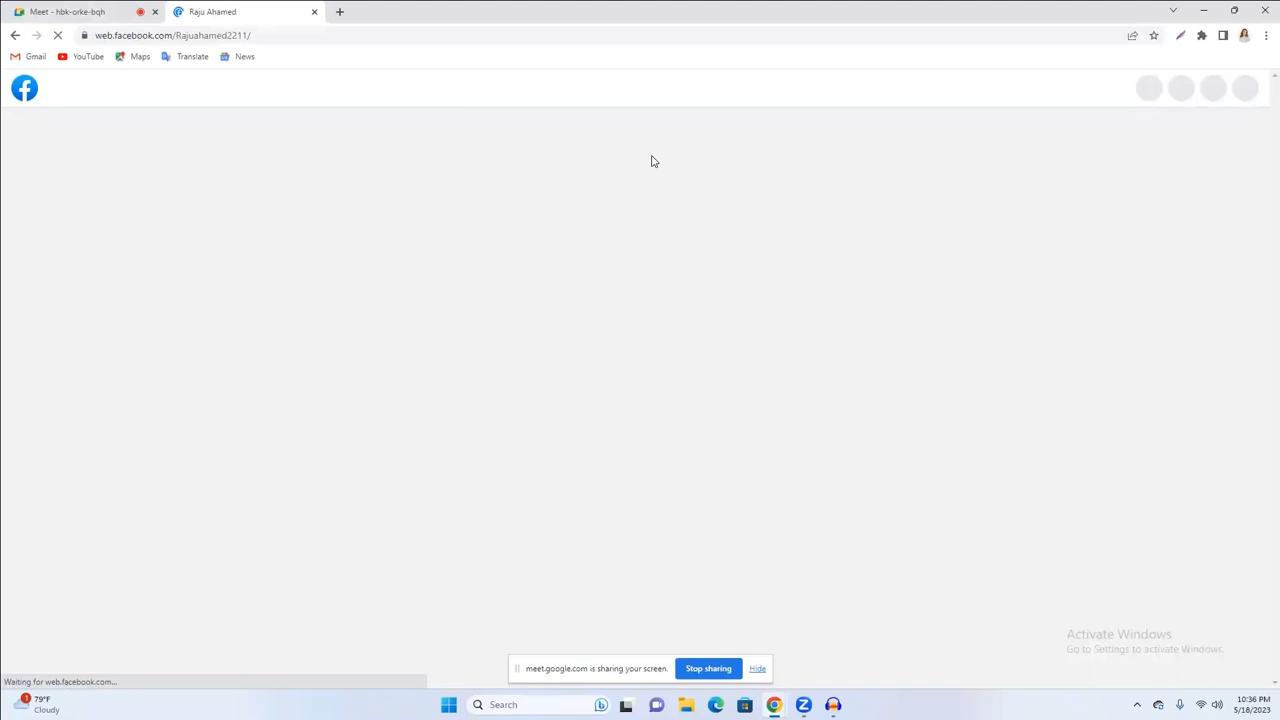 Meet - hbk-orke-bqh
Raju Ahamed
web.facebook.com/Rajuahamed2211/
Gmail
YouTube
Maps
Translate
News
Activate Windows
Go to Settings to activate Windows.
meet.google.com is sharing your screen.
Stop sharing
Hide
Waiting for web.facebook.com...
1
79°F
Cloudy
Search
10:36 PM
5/18/2023